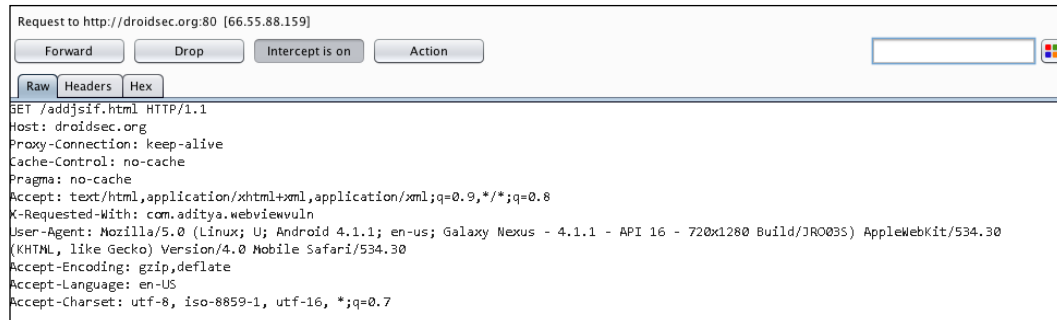 Request to http://droidsec.org:80 [66.55.88.159]
Forward Drop Intercept is on Action
Raw Headers Hex
GET /addjsif.html HTTP/1.1
Host: droidsec.org
Proxy-Connection: keep-alive
Cache-Control: no-cache
Pragma: no-cache
Accept: text/html,application/xhtml+xml,application/xml;q=0.9,*/*;q=0.8
X-Requested-With: com.aditya.webviewvuln
User-Agent: Mozilla/5.0 (Linux; U; Android 4.1.1; en-us; Galaxy Nexus - 4.1.1 - API 16 - 720x1280 Build/JRO03S) AppleWebKit/534.30
(KHTML, like Gecko) Version/4.0 Mobile Safari/534.30
Accept-Encoding: gzip,deflate
Accept-Language: en-US
Accept-Charset: utf-8, iso-8859-1, utf-16, *;q=0.7